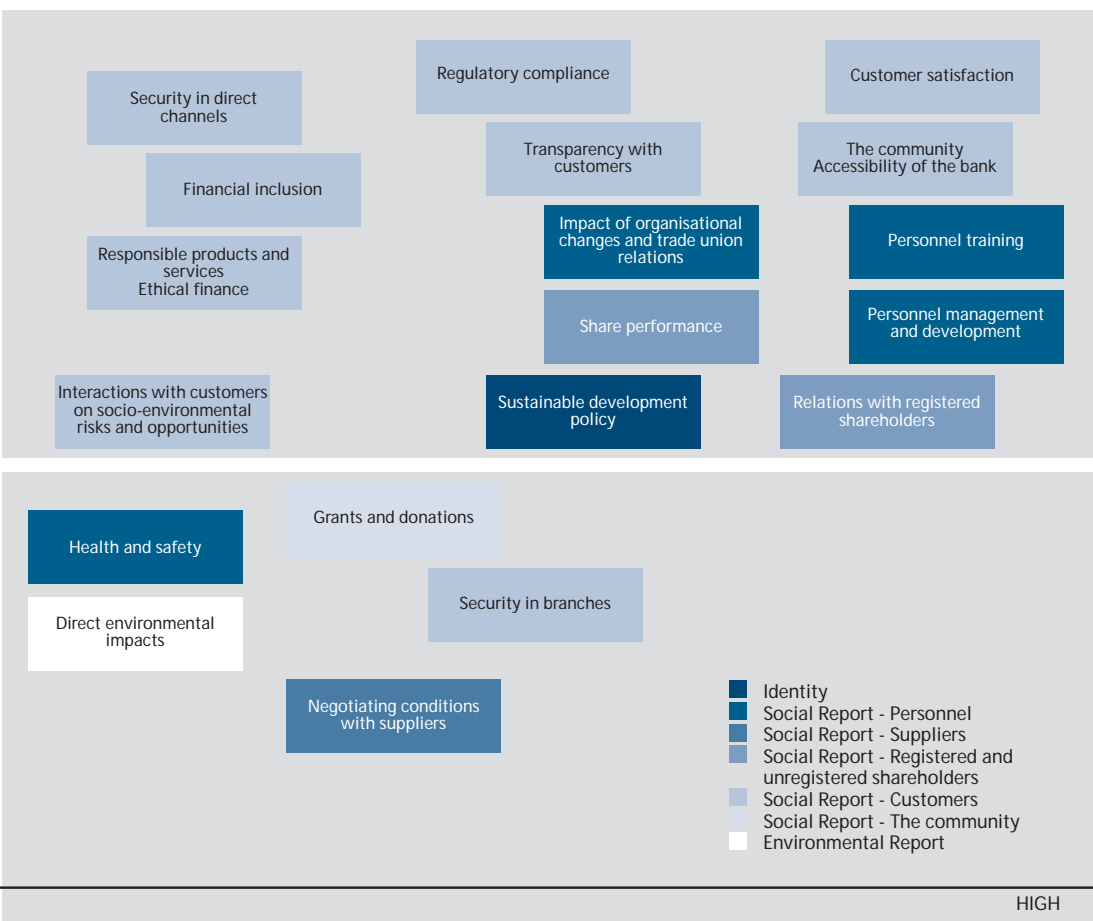 Regulatory compliance
Customer satisfaction
Security in direct
channels
Transparency with
customers
The community
Accessibility of the bank
Financial inclusion
Impact of organisational
changes and trade union
relations
Personnel training
Responsible products and
services
Ethical finance
Share performance
Personnel management
and development
Interactions with customers
on socio-environmental
risks and opportunities
Sustainable development
policy
Relations with registered
shareholders
Grants and donations
Health and safety
Security in branches
Direct environmental
impacts
Negotiating conditions
with suppliers
Identity
Social Report - Personnel
Social Report - Suppliers
Social Report - Registered and
unregistered shareholders
Social Report - Customers
Social Report - The community
Environmental Report
HIGH